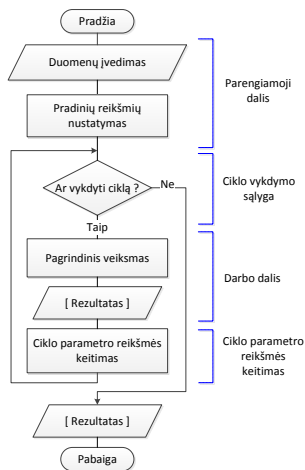 Pradžia
Duomenų įvedimas
Pradinių reikšmių
nustatymas
Parengiamoji
dalis
Ar vykdyti ciklą ?
Ne
Taip
Ciklo vykdymo
sąlyga
Pagrindinis veiksmas
[ Rezultatas ]
Darbo dalis
Ciklo parametro
reikšmės keitimas
Ciklo parametro
reikšmės
keitimas
[ Rezultatas ]
Pabaiga